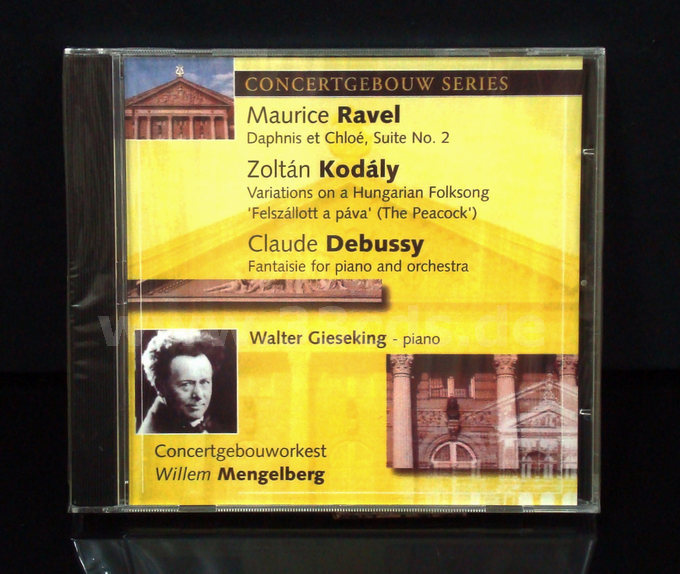 CONCERTGEBOUW SERIES
Maurice Ravel
Daphnis et Chloé, Suite No. 2
Zoltán Kodály
Variations on a Hungarian Folksong
'Felszállott a páva' (The Peacock')
Claude Debussy
Fantaisie for piano and orchestra
Walter Gieseking - piano
Concertgebouworkest
Willem Mengelberg